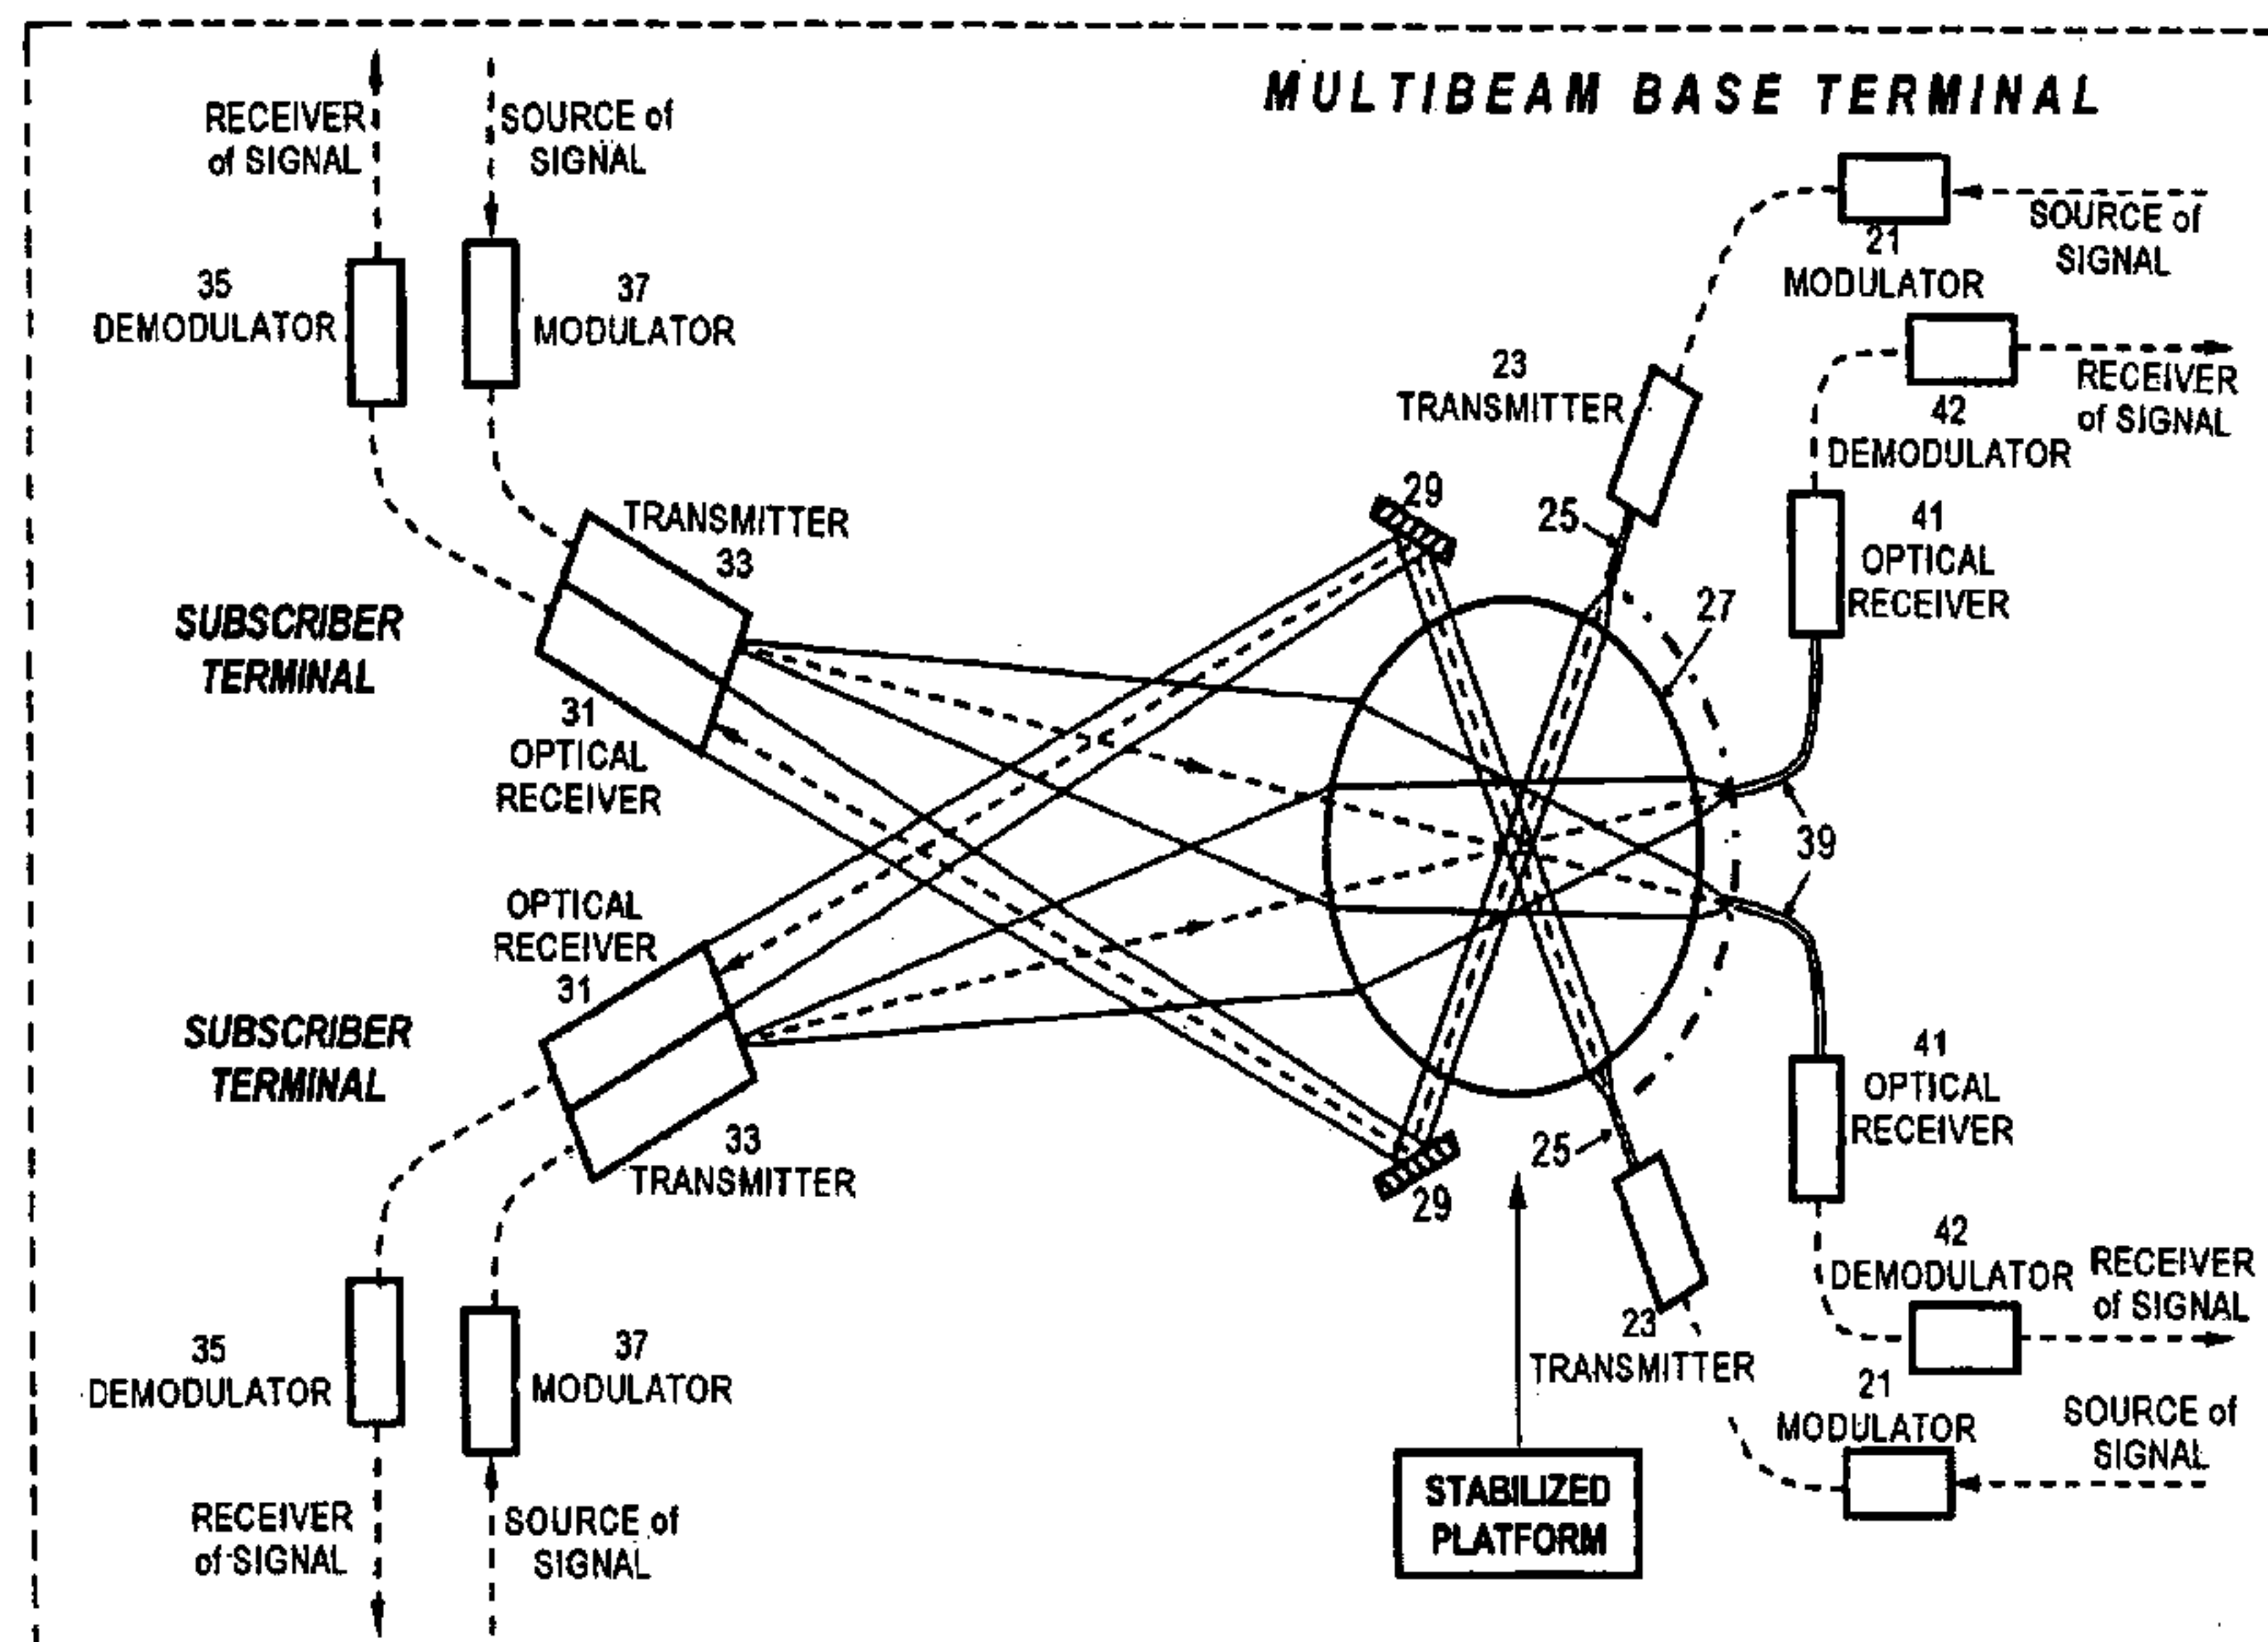 MULTIBEAM BASE TERMINAL
RECEIVER
of SIGNAL
SOURCE of
SIGNAL
35
DEMODULATOR
37
MODULATOR
SOURCE of
SIGNAL
21
MODULATOR
23
TRANSMITTER
RECEIVER
of SIGNAL
42
DEMODULATOR
TRANSMITTER
33
29
25
41
OPTICAL
RECEIVER
27
SUBSCRIBER
TERMINAL
31
OPTICAL
RECEIVER
39
OPTICAL
RECEIVER
31
SUBSCRIBER
TERMINAL
33
TRANSMITTER
29
25
41
OPTICAL
RECEIVER
42
DEMODULATOR
RECEIVER
of SIGNAL
23
TRANSMITTER
35
DEMODULATOR
37
MODULATOR
21
MODULATOR
SOURCE of
SIGNAL
STABILIZED
PLATFORM
RECEIVER
of SIGNAL
SOURCE of
SIGNAL